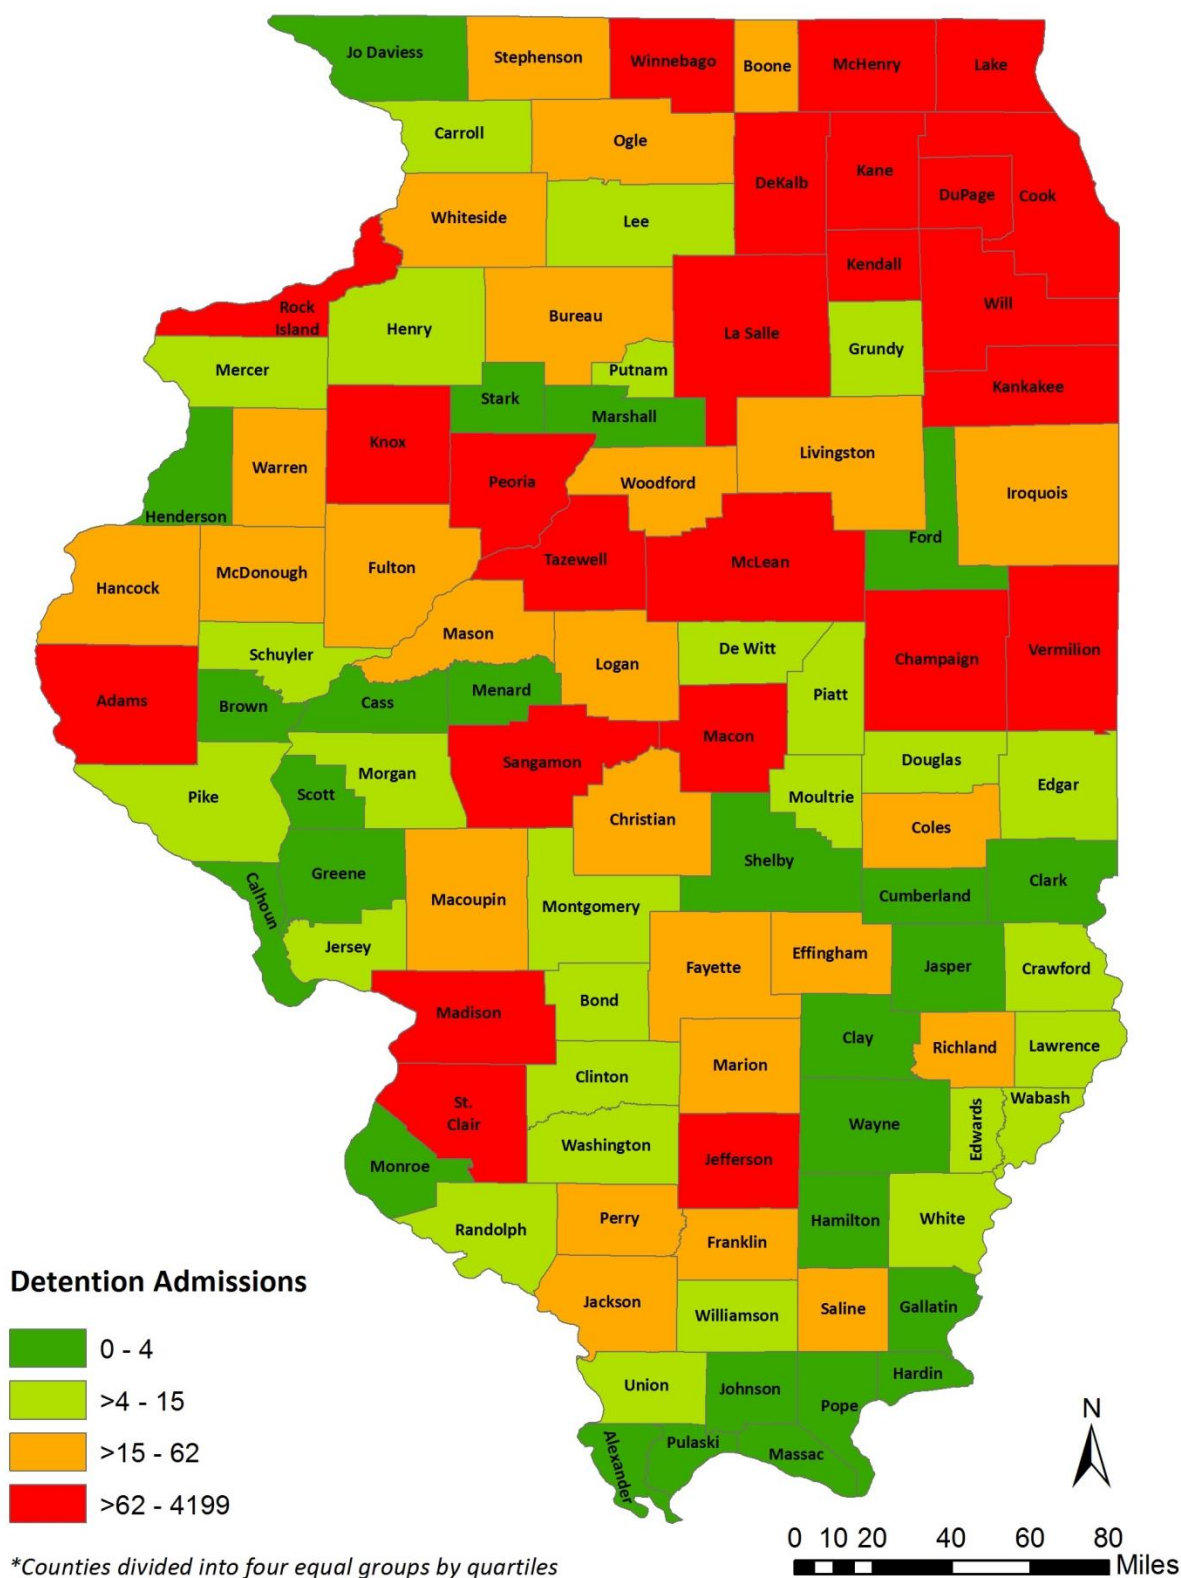 Jo Daviess
Stephenson
Winnebago
Boone
McHenry
Lake
Carroll
Ogle
DeKalb
Kane
DuPage
Cook
Whiteside
Lee
Kendall
Rock
Island
Henry
Bureau
La Salle
Will
Grundy
Mercer
Putnam
Kankakee
Stark
Marshall
Knox
Warren
Peoria
Woodford
Livingston
Iroquois
Henderson
Ford
Hancock
McDonough
Fulton
Tazewell
McLean
Mason
Schuyler
Logan
De Witt
Champaign
Vermilion
Adams
Brown
Cass
Menard
Piatt
Macon
Sangamon
Pike
Scott
Morgan
Douglas
Edgar
Moultrie
Christian
Coles
Shelby
Greene
Calhoun
Macoupin
Montgomery
Cumberland
Clark
Jersey
Fayette
Effingham
Jasper
Crawford
Bond
Madison
Clay
Richland
Lawrence
Clinton
Marion
Wabash
St.
Clair
Wayne
Edwards
Washington
Monroe
Jefferson
Randolph
Perry
Hamilton
White
Franklin
Jackson
Williamson
Saline
Gallatin
Union
Johnson
Hardin
Pope
Alexander
Pulaski
Massac
Detention Admissions
0 - 4
>4 - 15
>15 - 62
>62 - 4199
*Counties divided into four equal groups by quartiles
N
0 10 20 40 60 80
Miles